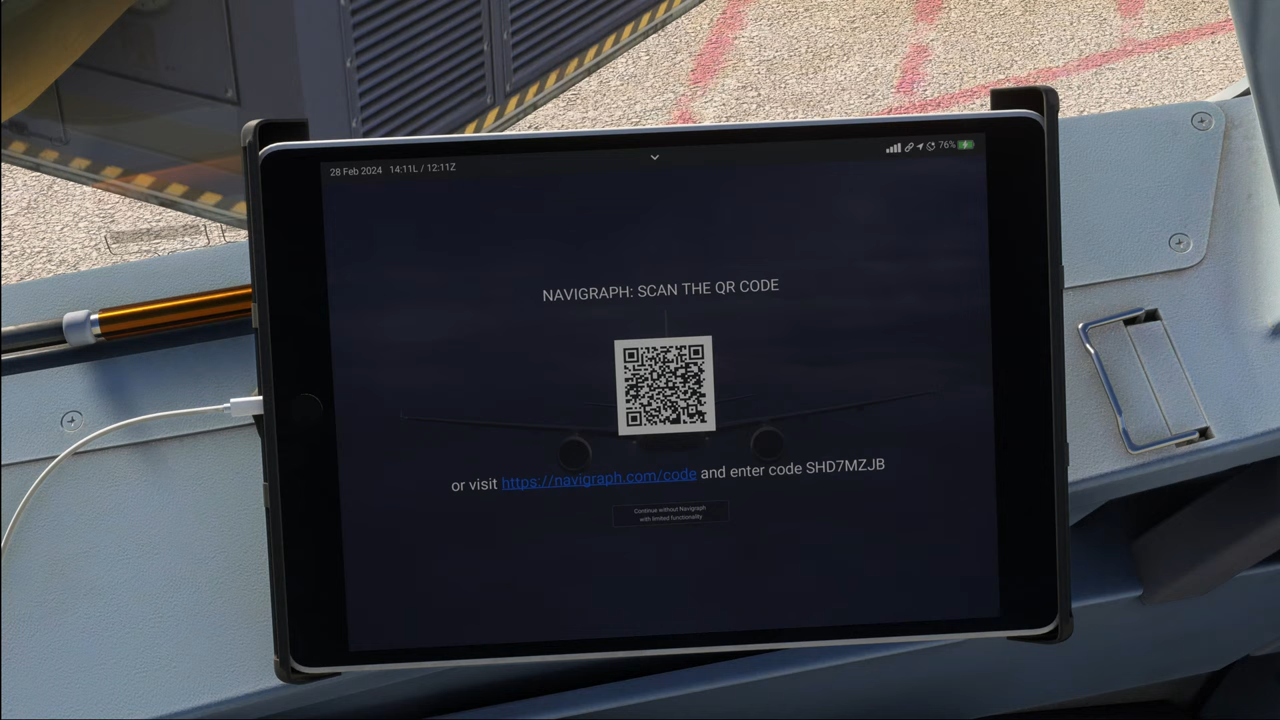 28 Feb 2024 14:11L / 12:11Z
76%
NAVIGRAPH: SCAN THE QR CODE
or visit https://navigraph.com/code and enter code SHD7MZJB
Continue without Navigraph
with limited functionality